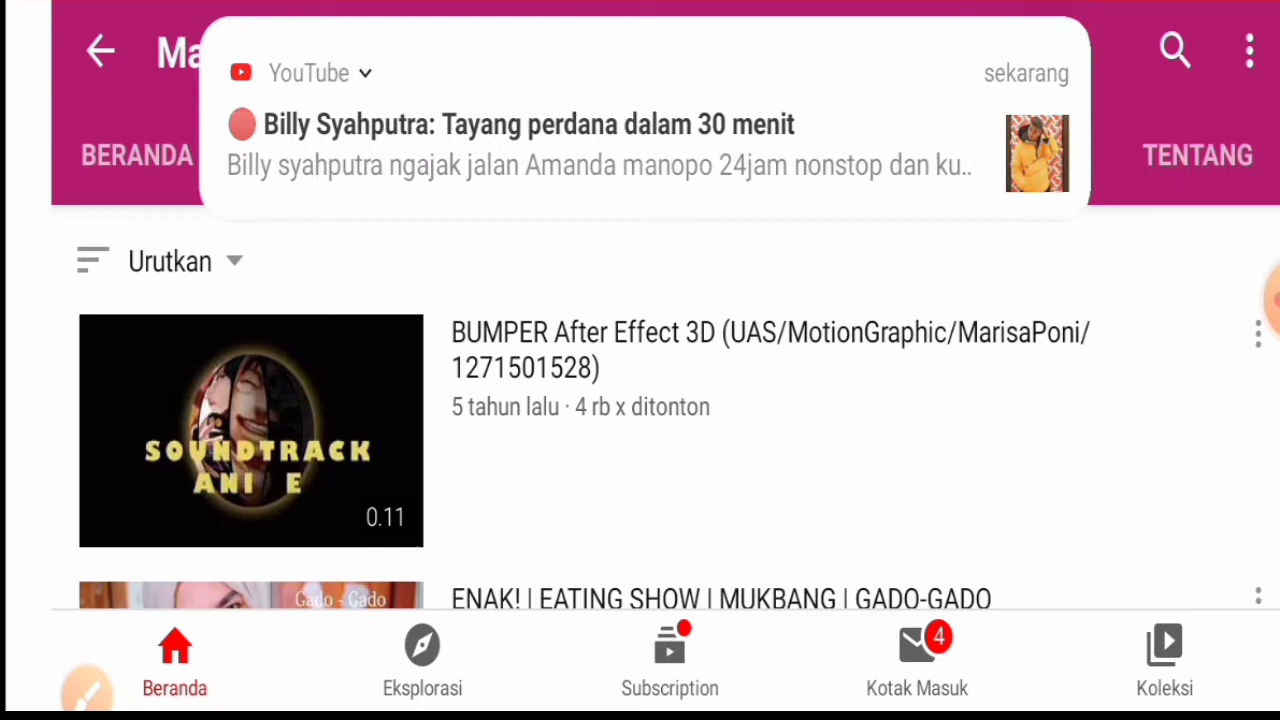 Ma
YouTube
sekarang
Billy Syahputra: Tayang perdana dalam 30 menit
Billy syahputra ngajak jalan Amanda manopo 24jam nonstop dan ku..
BERANDA
TENTANG
Urutkan
BUMPER After Effect 3D (UAS/MotionGraphic/MarisaPoni/
1271501528)
5 tahun lalu · 4 rb x ditonton
SOUNDTRACK
ANI E
0.11
Gado - Gado
ENAK! | EATING SHOW | MUKBANG | GADO-GADO
4
Beranda
Eksplorasi
Subscription
Kotak Masuk
Koleksi